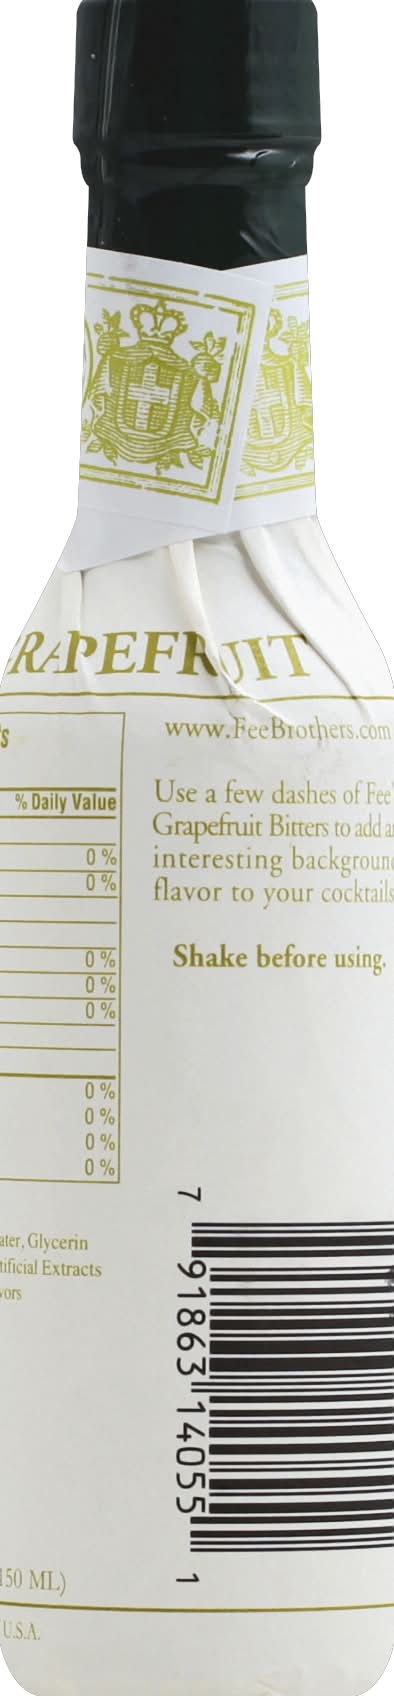 RAPEFRUIT
www.FeeBrothers.com
% Daily Value
0 %
0 %
0 %
0 %
0 %
0 %
0 %
0 %
0 %
Use a few dashes of Fee'
Grapefruit Bitters to add a
interesting background
flavor to your cocktails
Shake before using.
ater, Glycerin
tificial Extracts
vors
7 91863 14055 1
150 ML)
U.S.A.